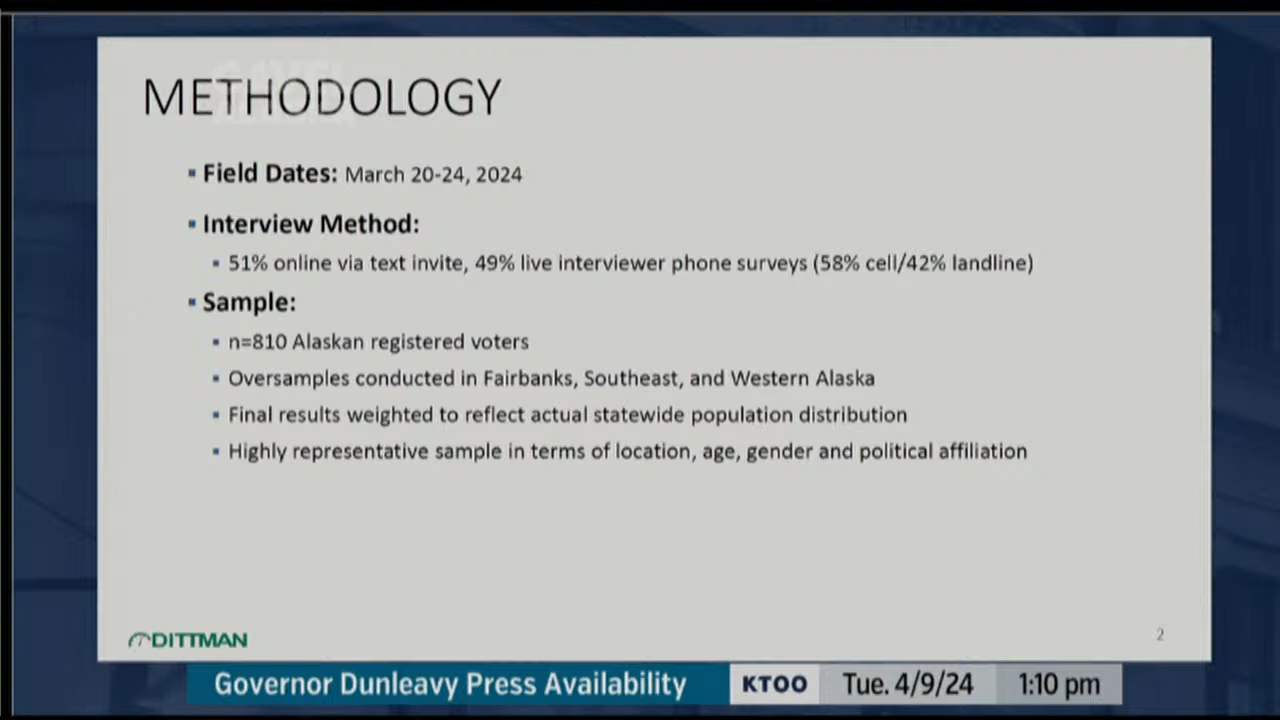 METHODOLOGY
▪ Field Dates: March 20-24, 2024
▪ Interview Method:
▪ 51% online via text invite, 49% live interviewer phone surveys (58% cell/42% landline)
▪ Sample:
▪ n=810 Alaskan registered voters
▪ Oversamples conducted in Fairbanks, Southeast, and Western Alaska
▪ Final results weighted to reflect actual statewide population distribution
▪ Highly representative sample in terms of location, age, gender and political affiliation
DITTMAN
2
Governor Dunleavy Press Availability KTOO Tue. 4/9/24 1:10 pm